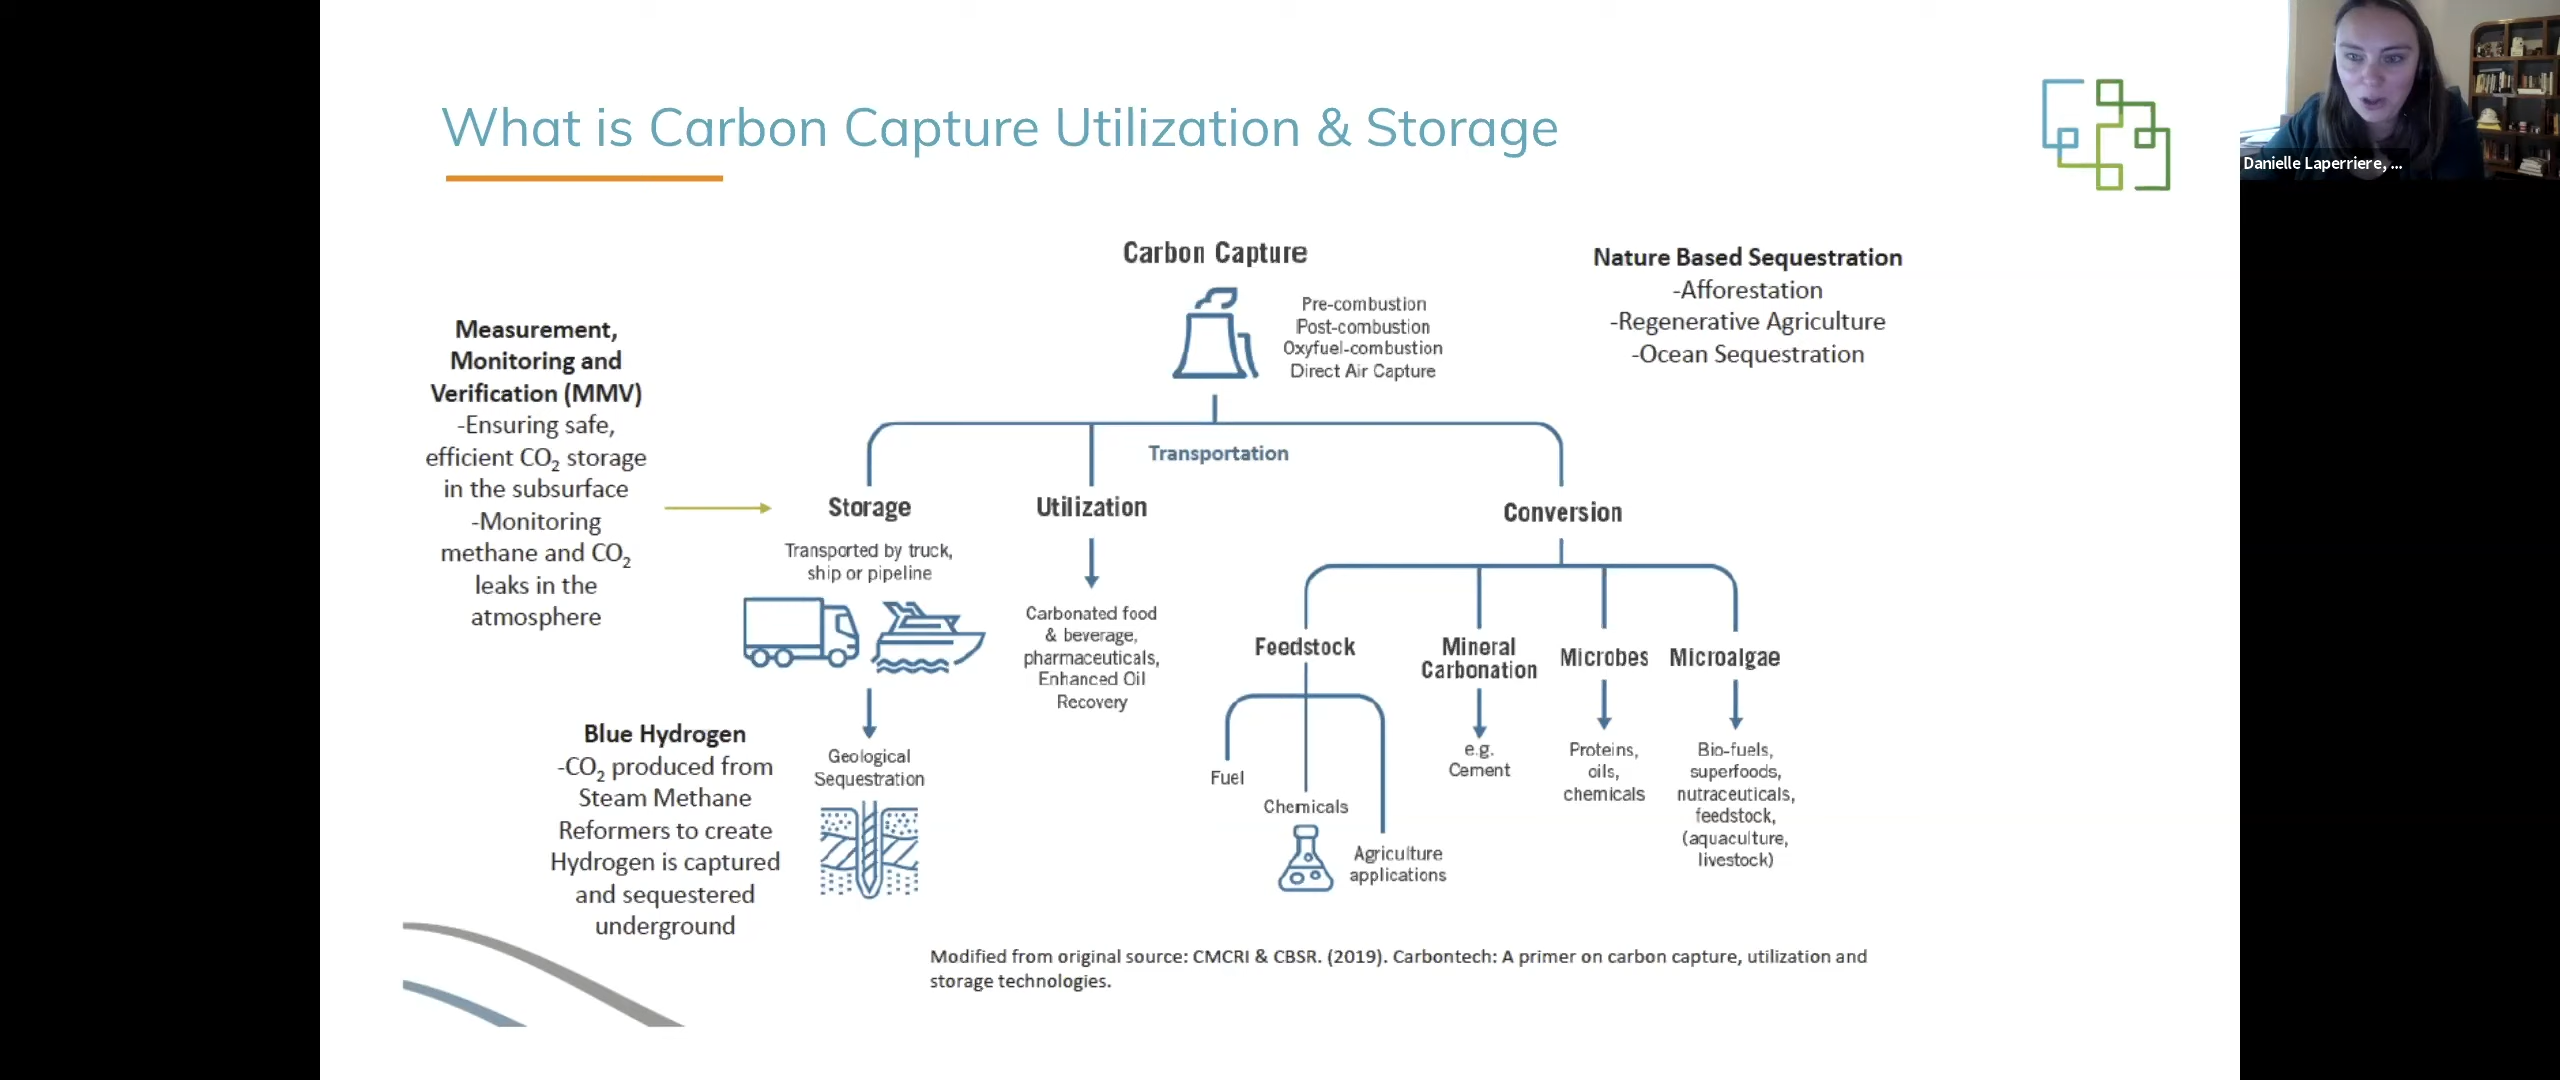 What is Carbon Capture Utilization & Storage
Danielle Laperriere, ...
Carbon Capture
Pre-combustion
Post-combustion
Oxyfuel-combustion
Direct Air Capture
Nature Based Sequestration
-Afforestation
-Regenerative Agriculture
-Ocean Sequestration
Measurement,
Monitoring and
Verification (MMV)
-Ensuring safe,
efficient CO₂ storage
in the subsurface
-Monitoring
methane and CO₂
leaks in the
atmosphere
Transportation
Storage
Transported by truck,
ship or pipeline
Geological
Sequestration
Utilization
Carbonated food
& beverage,
pharmaceuticals,
Enhanced Oil
Recovery
Conversion
Feedstock
Fuel
Chemicals
Agriculture
applications
Mineral
Carbonation
e.g.
Cement
Microbes
Proteins,
oils,
chemicals
Microalgae
Bio-fuels,
superfoods,
nutraceuticals,
feedstock,
(aquaculture,
livestock)
Blue Hydrogen
-CO₂ produced from
Steam Methane
Reformers to create
Hydrogen is captured
and sequestered
underground
Modified from original source: CMCRI & CBSR. (2019). Carbontech: A primer on carbon capture, utilization and
storage technologies.